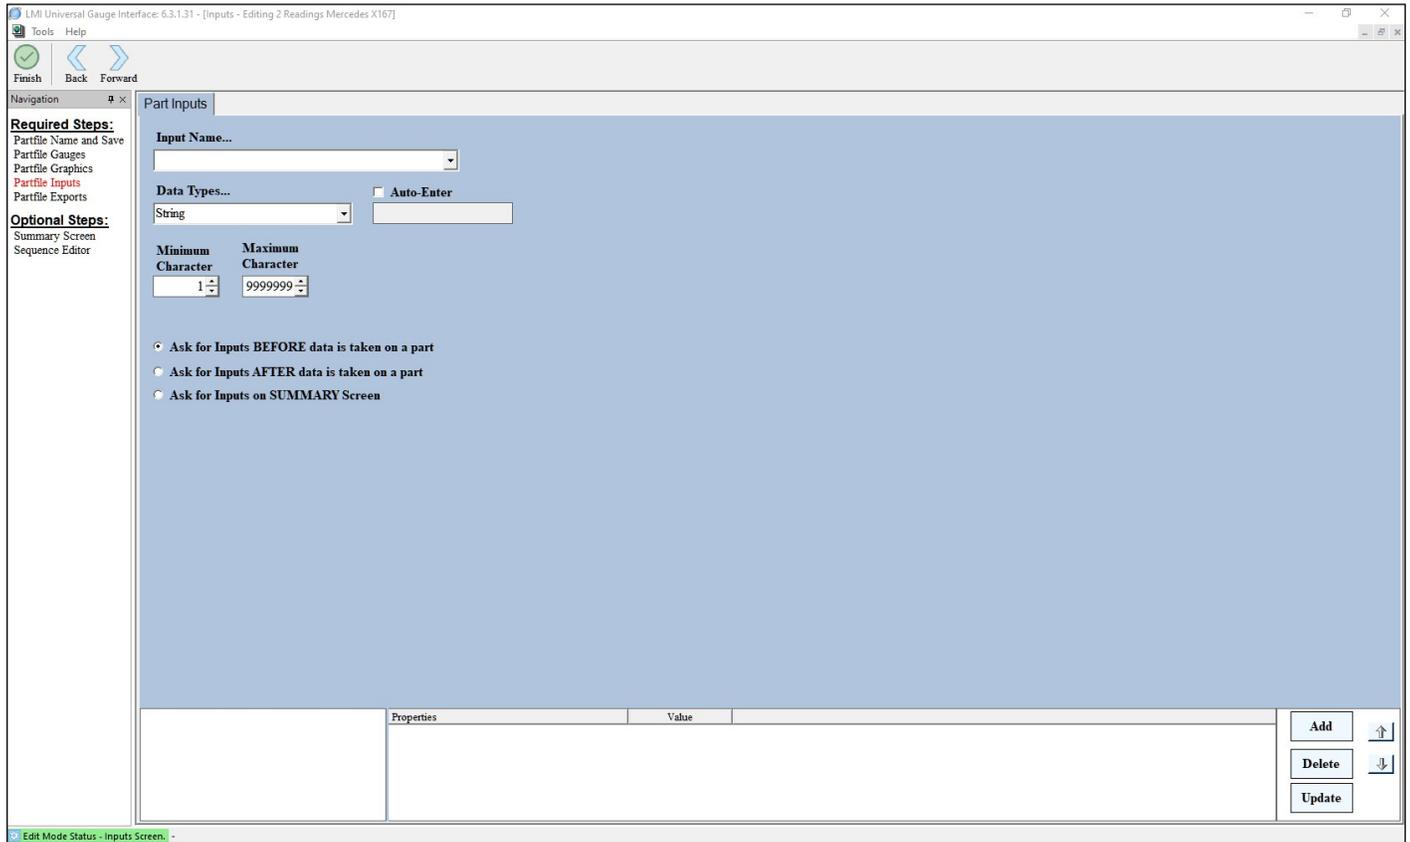 LMI Universal Gauge Interface: 6.3.1.31 - [Inputs - Editing 2 Readings Mercedes X167]
Tools Help
Finish Back Forward
Navigation
Required Steps:
Partfile Name and Save
Partfile Gauges
Partfile Graphics
Partfile Inputs
Partfile Exports
Optional Steps:
Summary Screen
Sequence Editor
Part Inputs
Input Name...
Data Types...
Auto-Enter
String
Minimum Character
Maximum Character
1
9999999
Ask for Inputs BEFORE data is taken on a part
Ask for Inputs AFTER data is taken on a part
Ask for Inputs on SUMMARY Screen
Properties Value
Add
Delete
Update
Edit Mode Status - Inputs Screen. -